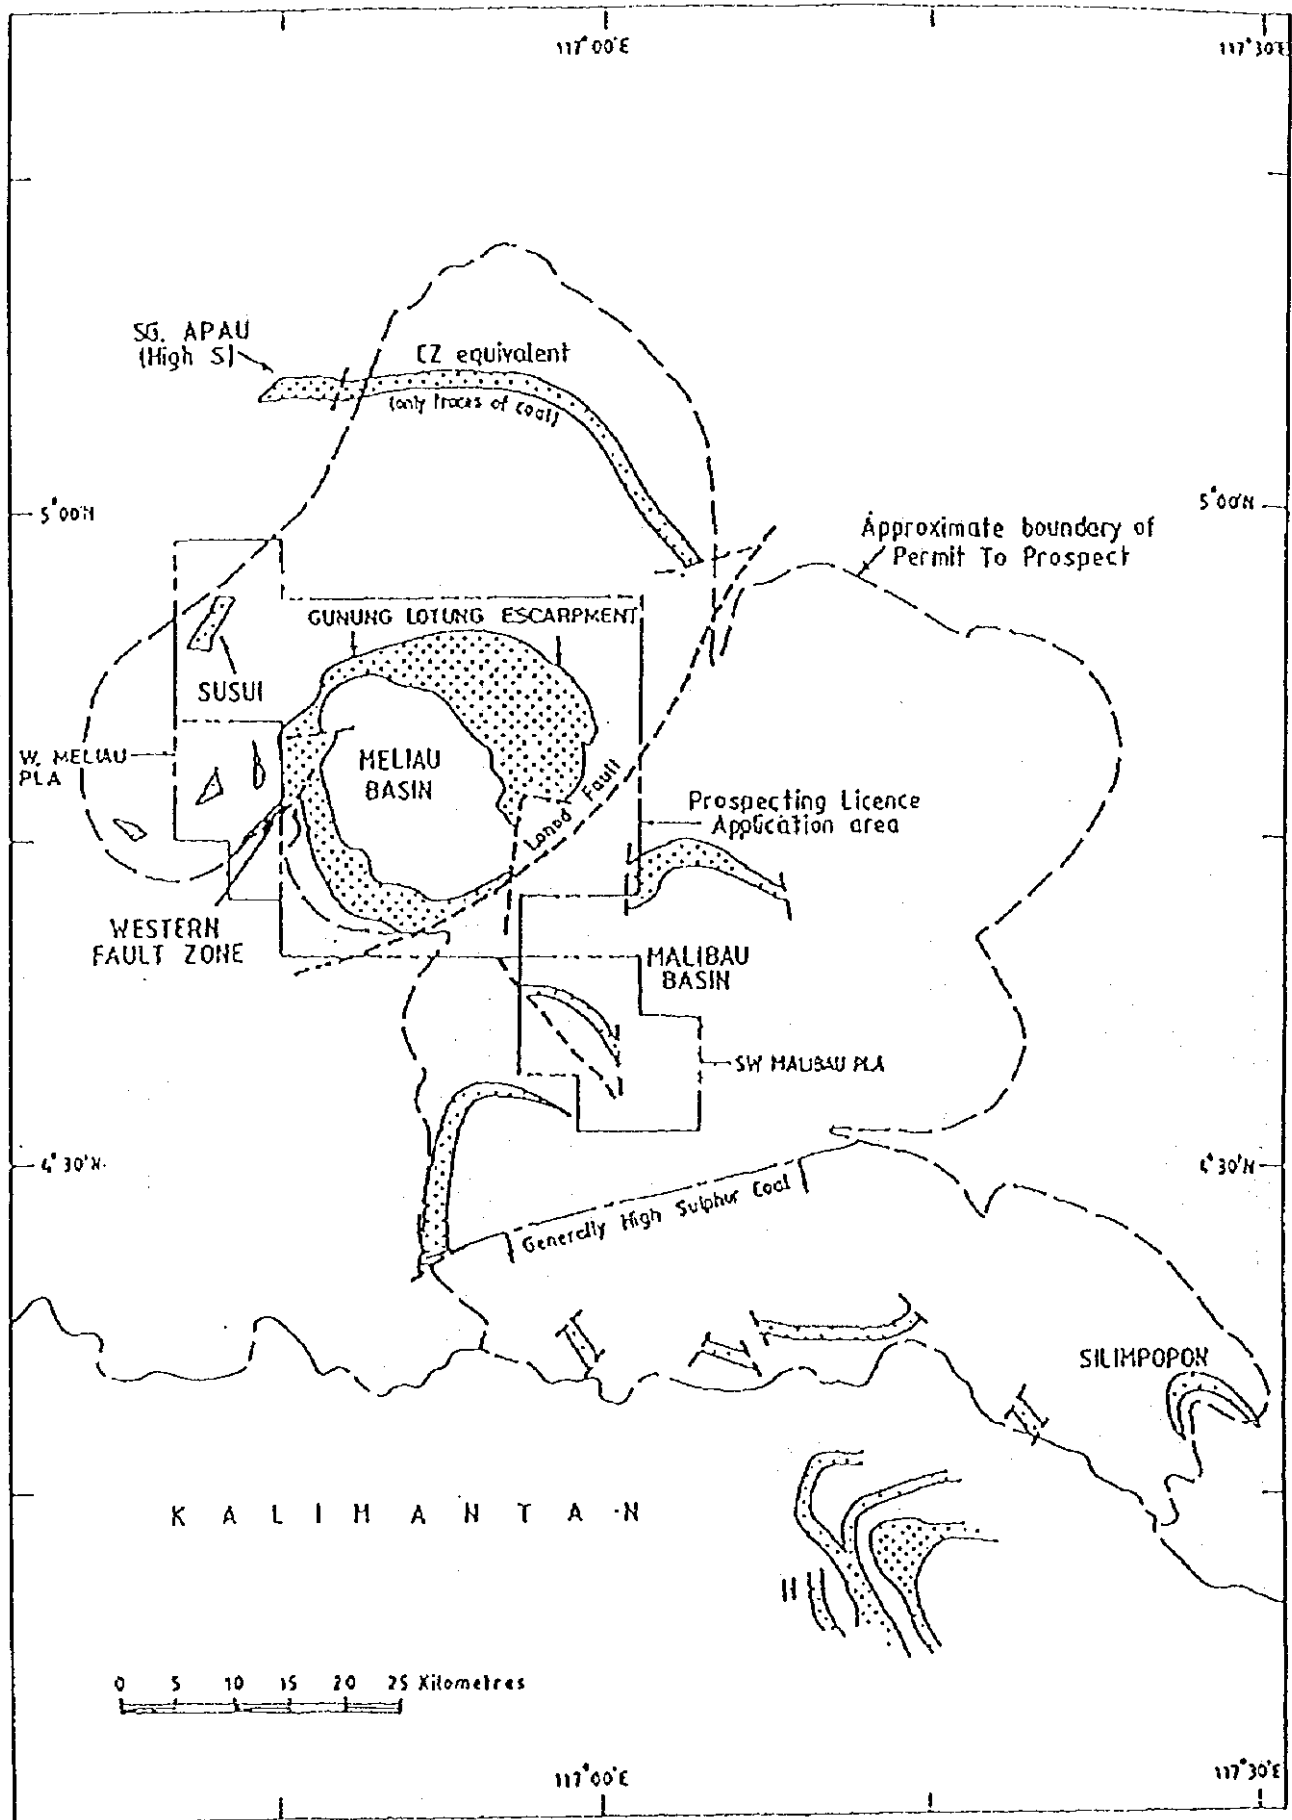 117°00'E
117°30'E
SG. APAU
(High S)
CZ equivalent
(only traces of coal)
5°00'N
5°00'N
Approximate boundary of
Permit To Prospect
GUNUNG LOTUNG ESCARPMENT
SUSUI
W. MELIAU
PLA
MELIAU
BASIN
Lonod Fault
Prospecting Licence
Application area
WESTERN
FAULT ZONE
MALIBAU
BASIN
SW MALIBAU PLA
4°30'N
4°30'N
Generally High Sulphur Coal
SILIMPOPON
KALIMANTAN
0 5 10 15 20 25 Kilometres
117°00'E
117°30'E